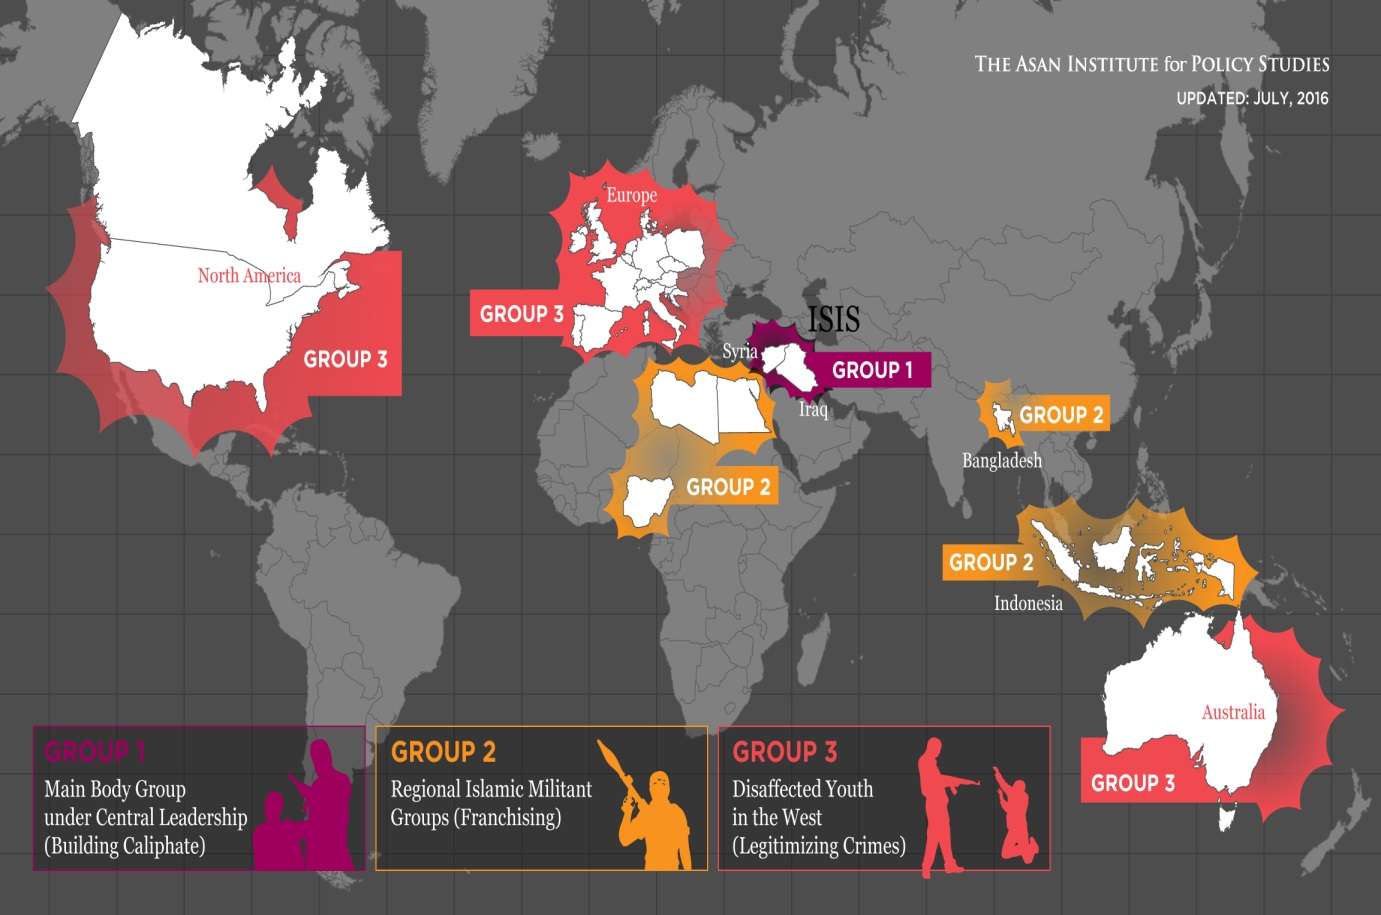 THE ASAN INSTITUTE for POLICY STUDIES
UPDATED: JULY, 2016
Europe
North America
GROUP 3
GROUP 3
ISIS
Syria
GROUP 1
Iraq
GROUP 2
Bangladesh
GROUP 2
GROUP 2
Indonesia
Australia
GROUP 3
GROUP 1
Main Body Group
under Central Leadership
(Building Caliphate)
GROUP 2
Regional Islamic Militant
Groups (Franchising)
GROUP 3
Disaffected Youth
in the West
(Legitimizing Crimes)